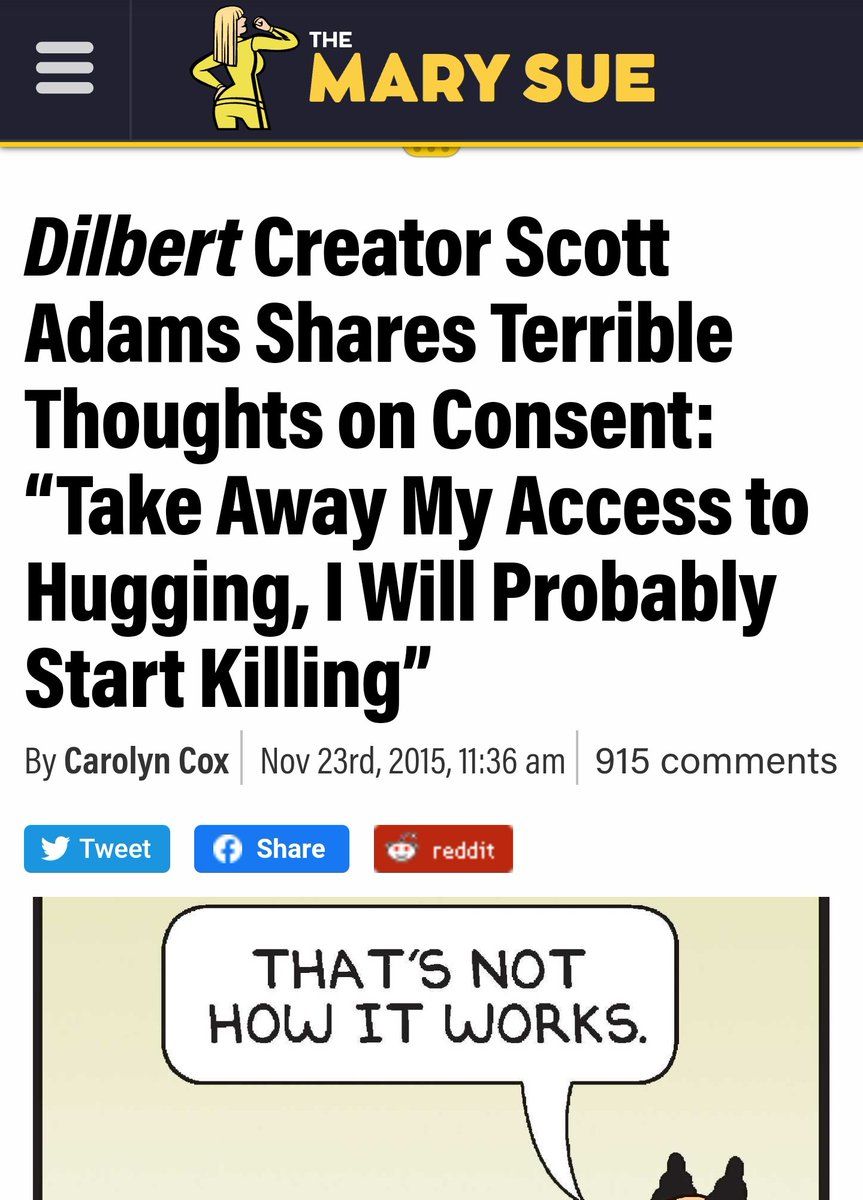 THE
MARY SUE
Dilbert Creator Scott
Adams Shares Terrible
Thoughts on Consent:
“Take Away My Access to
Hugging, I Will Probably
Start Killing”
By Carolyn Cox | Nov 23rd, 2015, 11:36 am | 915 comments
Tweet Share reddit
THAT'S NOT
HOW IT WORKS.